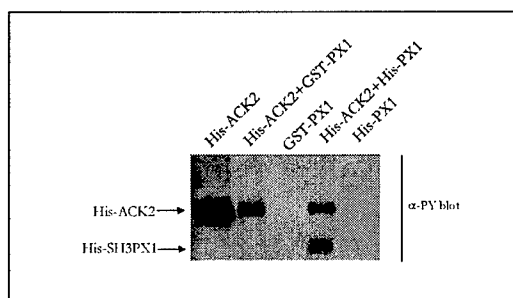 His-ACK2
His-ACK2+GST-PX1
GST-PX1
His-ACK2+His-PX1
His-PX1
His-ACK2
α-PY blot
His-SH3PX1